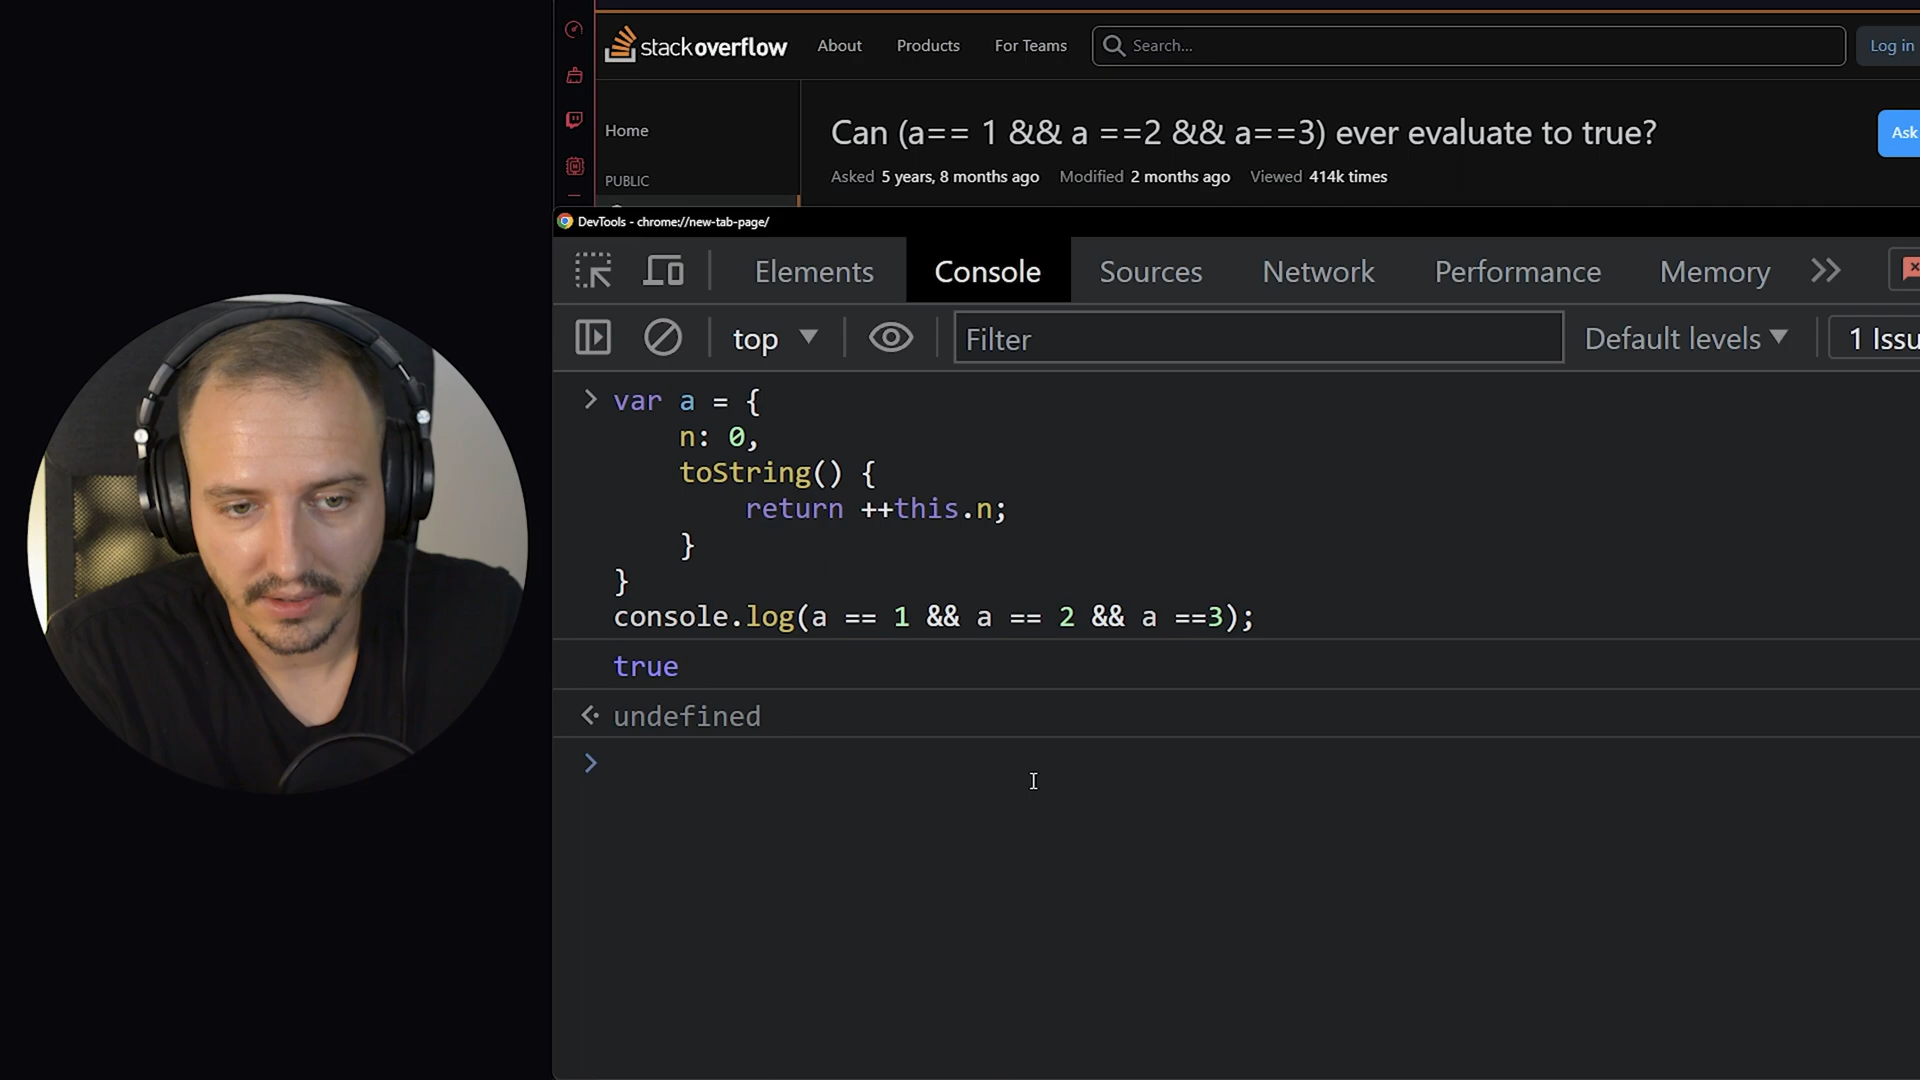 stackoverflow About Products For Teams Search... Log in
Home
Can (a== 1 && a ==2 && a==3) ever evaluate to true?
Ask
PUBLIC
Asked 5 years, 8 months ago Modified 2 months ago Viewed 414k times
DevTools - chrome://new-tab-page/
Elements Console Sources Network Performance Memory
top Filter Default levels 1 Issu
var a = {
n: 0,
toString() {
return ++this.n;
}
}
console.log(a == 1 && a == 2 && a ==3);
true
undefined